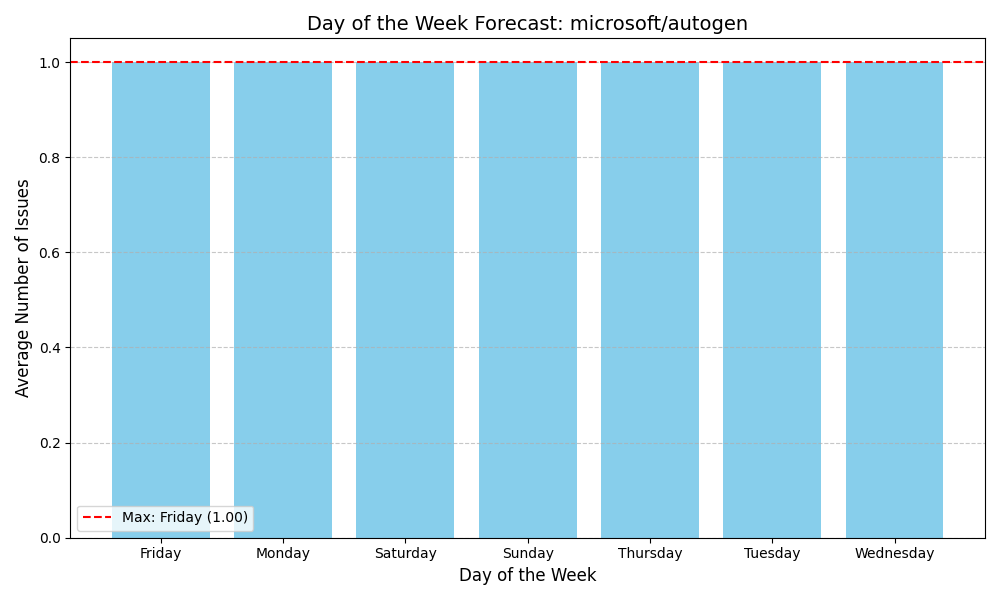 Day of the Week Forecast: microsoft/autogen
Average Number of Issues
1.0
0.8
0.6
0.4
0.2
0.0
Max: Friday (1.00)
Friday Monday Saturday Sunday Thursday Tuesday Wednesday
Day of the Week